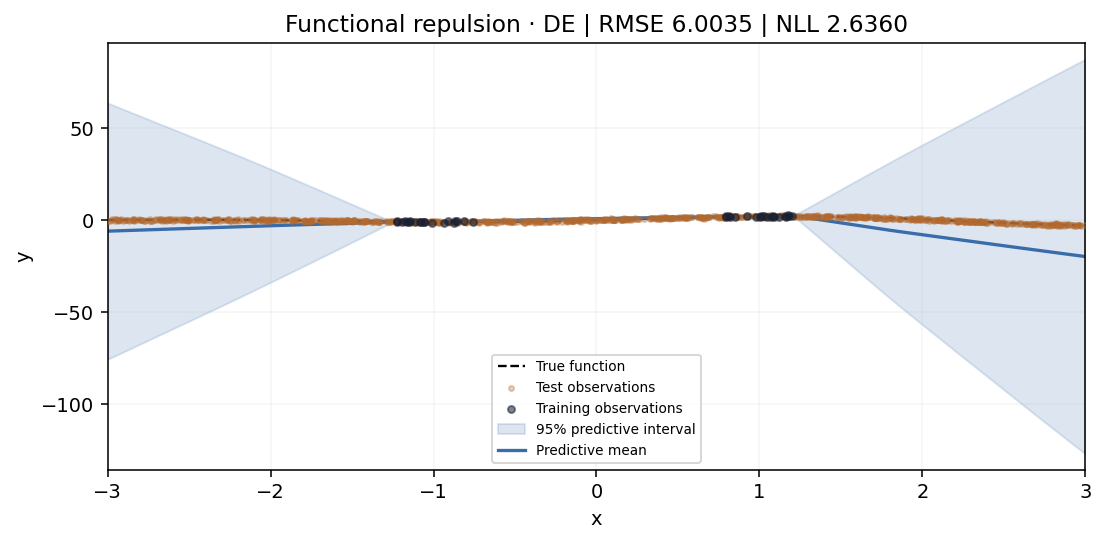 Functional repulsion · DE | RMSE 6.0035 | NLL 2.6360
y
50
0
−50
−100
True function
Test observations
Training observations
95% predictive interval
Predictive mean
−3 −2 −1 0 1 2 3
x